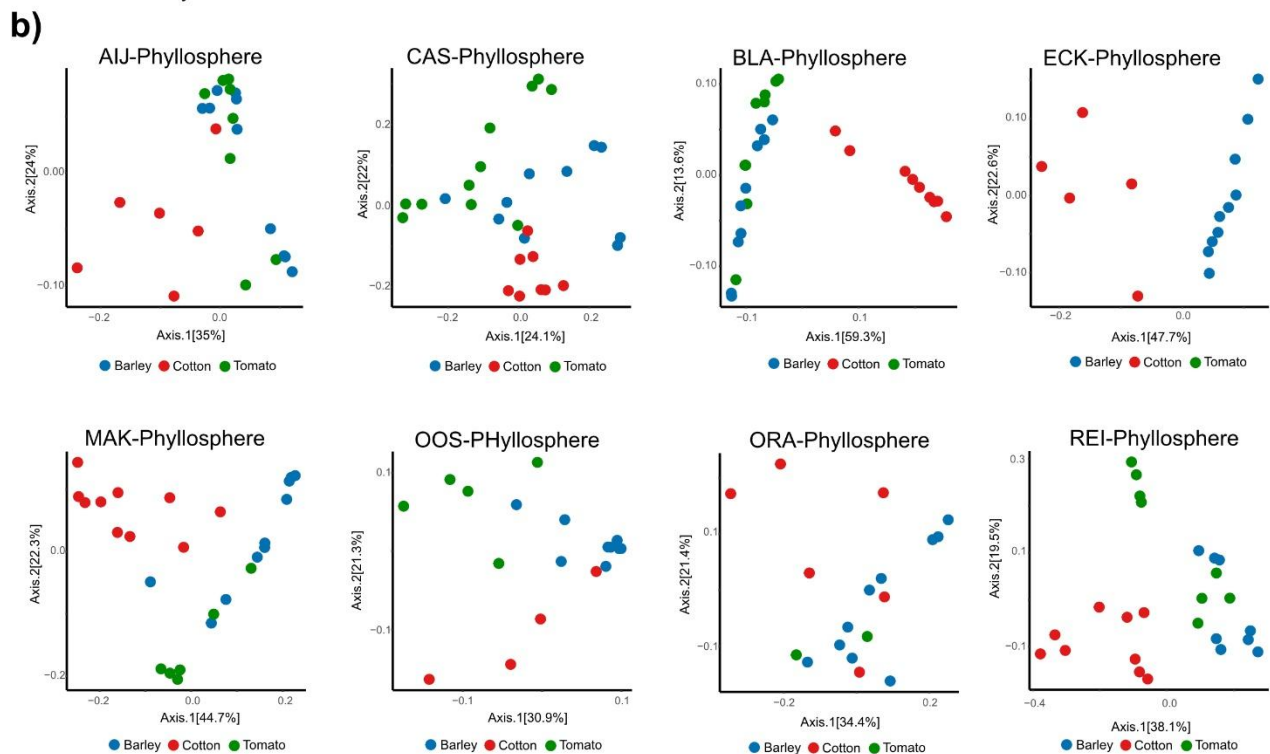 b)
AIJ-Phyllosphere
Axis.2[24%]
0.00
−0.10
−0.2
0.0
Axis.1[35%]
Barley Cotton Tomato
CAS-Phyllosphere
Axis.2[22%]
0.2
0.0
−0.2
−0.2
0.0
0.2
Axis.1[24.1%]
Barley Cotton Tomato
BLA-Phyllosphere
Axis.2[13.6%]
0.10
0.00
−0.10
−0.1
0.1
Axis.1[59.3%]
Barley Cotton Tomato
ECK-Phyllosphere
Axis.2[22.6%]
0.10
0.00
−0.10
−0.2
0.0
Axis.1[47.7%]
Barley Cotton Tomato
MAK-Phyllosphere
Axis.2[22.3%]
0.0
−0.2
−0.2
0.0
0.2
Axis.1[44.7%]
Barley Cotton Tomato
OOS-PHyllosphere
Axis.2[21.3%]
0.1
−0.1
−0.1
0.1
Axis.1[30.9%]
Barley Cotton Tomato
ORA-Phyllosphere
Axis.2[21.4%]
0.1
−0.1
−0.2
0.2
Axis.1[34.4%]
Barley Cotton Tomato
REI-Phyllosphere
Axis.2[19.5%]
0.3
0.1
−0.1
−0.4
0.0
Axis.1[38.1%]
Barley Cotton Tomato